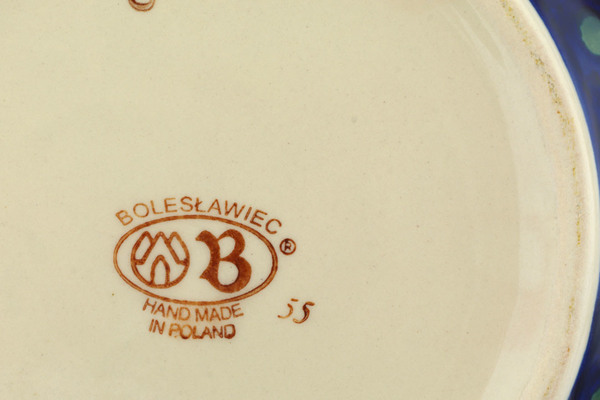 BOLESŁAWIEC
B ®
HAND MADE
IN POLAND
55